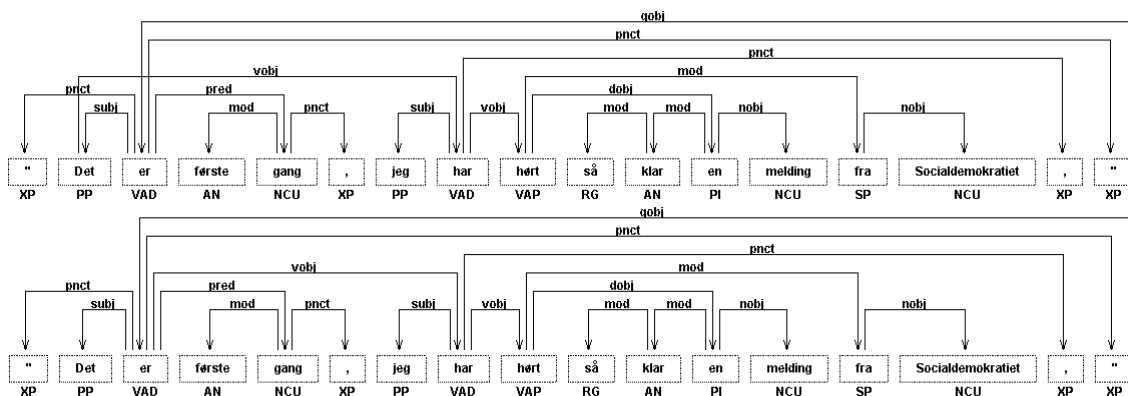 qobj
pnct
pnct
vobj mod
pnct pred dobj
subj mod pnct subj vobj mod mod nobj nobj
" Det er første gang , jeg har hørt så klar en melding fra Socialdemokratiet , "
XP PP VAD AN NCU XP PP VAD VAP RG AN PI NCU SP NCU XP XP
qobj
pnct
pnct
vobj mod
pnct pred dobj
subj mod pnct subj vobj mod mod nobj nobj
" Det er første gang , jeg har hørt så klar en melding fra Socialdemokratiet , "
XP PP VAD AN NCU XP PP VAD VAP RG AN PI NCU SP NCU XP XP